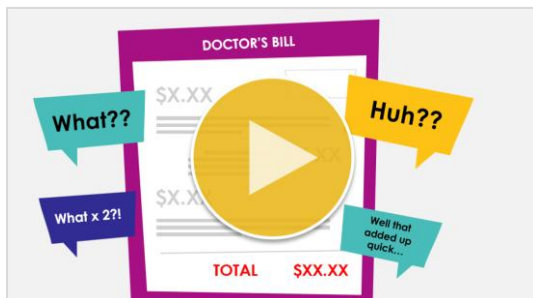 DOCTOR'S BILL
$X.XX
What??
Huh??
$X.XX
What x 2?!
Well that
added up
quick...
TOTAL $XX.XX